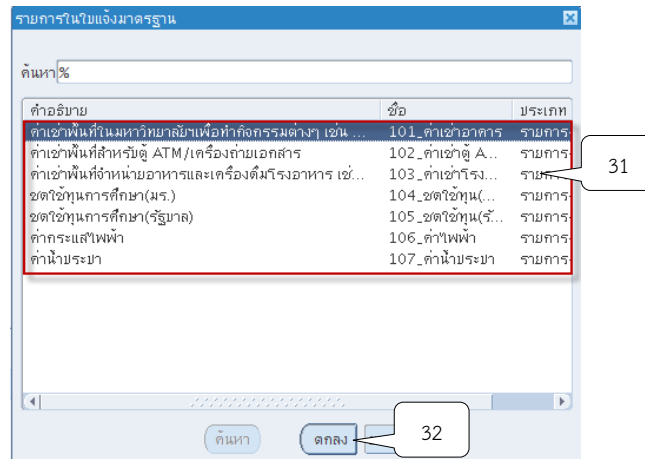 รายการในใบแจ้งมาตรฐาน
ค้นหา %
คำอธิบาย ชื่อ ประเภท
ค่าเช่าพื้นที่ในมหาวิทยาลัยฯเพื่อทำกิจกรรมต่างๆ เช่น ... 101_ค่าเช่าอาคาร รายการ
ค่าเช่าพื้นที่สำหรับตู้ ATM/เครื่องถ่ายเอกสาร 102_ค่าเช่าตู้ A... รายการ
ค่าเช่าพื้นที่จำหน่ายอาหารและเครื่องดื่มโรงอาหาร เช่... 103_ค่าเช่าโรง... รายการ
31
ชดใช้ทุนการศึกษา(มร.) 104_ชดใช้ทุน(... รายการ
ชดใช้ทุนการศึกษา(รัฐบาล) 105_ชดใช้ทุน(รั... รายการ
ค่ากระแสไฟฟ้า 106_ค่าไฟฟ้า รายการ
ค่าน้ำประปา 107_ค่าน้ำประปา รายการ
ค้นหา ตกลง 32